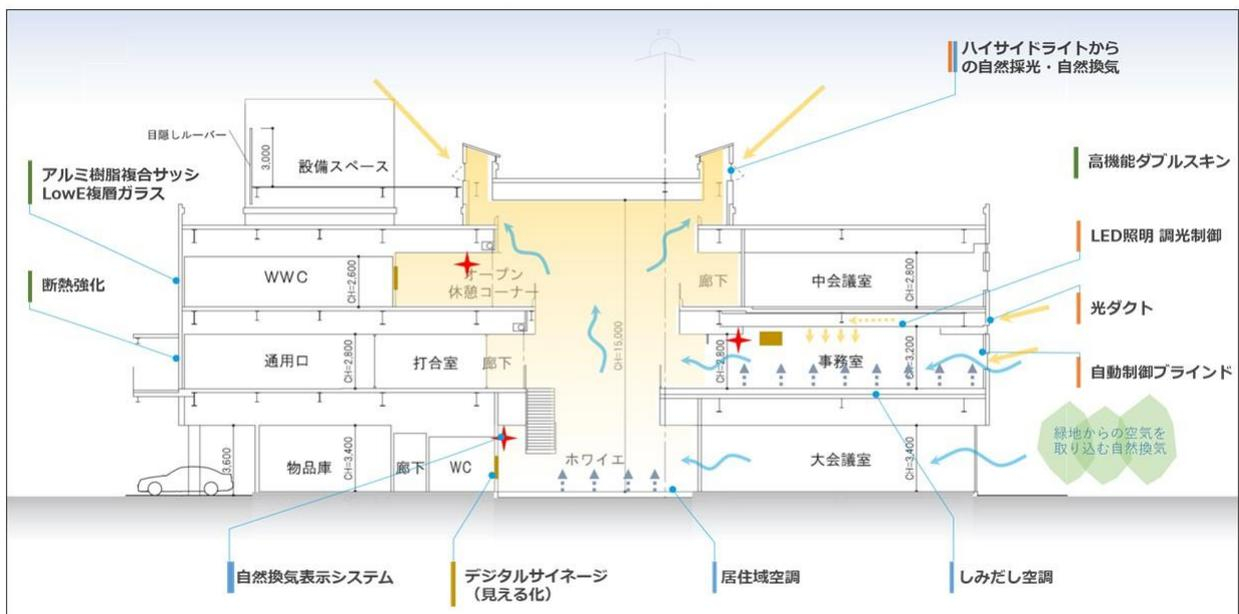 ハイサイドライトから
の自然採光・自然換気
目隠しルーバー
3,000
設備スペース
アルミ樹脂複合サッシ
LowE複層ガラス
高機能ダブルスキン
LED照明 調光制御
WWC
CH=2,600
オープン
休憩コーナー
廊下
中会議室
CH=2,800
断熱強化
光ダクト
通用口
CH=2,800
打合室
廊下
CH=15,000
2,800
事務室
CH=3,200
自動制御ブラインド
緑地からの空気を
取り込む自然換気
3,600
物品庫
CH=3,400
廊下
WC
ホワイエ
大会議室
CH=3,400
自然換気表示システム
デジタルサイネージ
（見える化）
居住域空調
しみだし空調